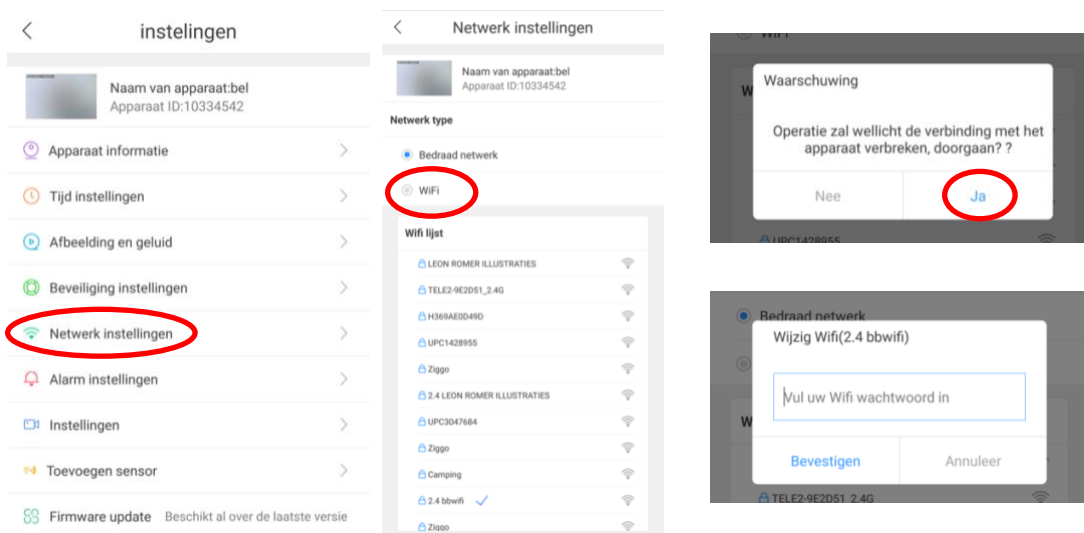 instelingen
Naam van apparaat:bel
Apparaat ID:10334542
Apparaat informatie
Tijd instellingen
Afbeelding en geluid
Beveiliging instellingen
Netwerk instellingen
Alarm instellingen
Instellingen
Toevoegen sensor
Firmware update Beschikt al over de laatste versie
Netwerk instellingen
Naam van apparaat:bel
Apparaat ID:10334542
Netwerk type
Bedraad netwerk
WiFi
Wifi lijst
LEON ROMER ILLUSTRATIES
TELE2-9E2D51_2.4G
H369AE0D49D
UPC1428955
Ziggo
2.4 LEON ROMER ILLUSTRATIES
UPC3047684
Ziggo
Camping
2.4 bbwifi
Ziggo
WiFi
W
Waarschuwing
Operatie zal wellicht de verbinding met het
apparaat verbreken, doorgaan? ?
Nee Ja
UPC1428955
Bedraad netwerk
Wijzig Wifi(2.4 bbwifi)
Vul uw Wifi wachtwoord in
W
Bevestigen Annuleer
TELE2-9E2D51_2.4G